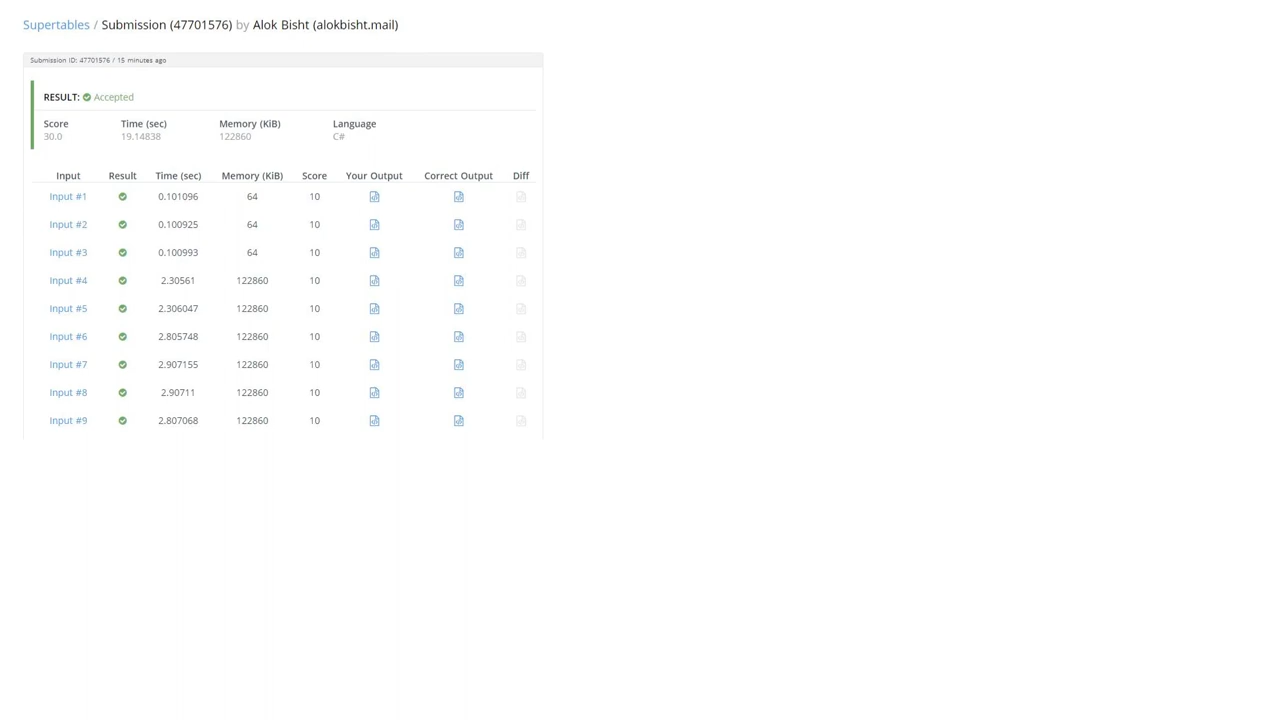 Supertables / Submission (47701576) by Alok Bisht (alokbisht.mail)
Submission ID: 47701576 / 15 minutes ago
RESULT: Accepted
Score Time (sec) Memory (KiB) Language
30.0 19.14838 122860 C#
Input Result Time (sec) Memory (KiB) Score Your Output Correct Output Diff
Input #1 0.101096 64 10
Input #2 0.100925 64 10
Input #3 0.100993 64 10
Input #4 2.30561 122860 10
Input #5 2.306047 122860 10
Input #6 2.805748 122860 10
Input #7 2.907155 122860 10
Input #8 2.90711 122860 10
Input #9 2.807068 122860 10